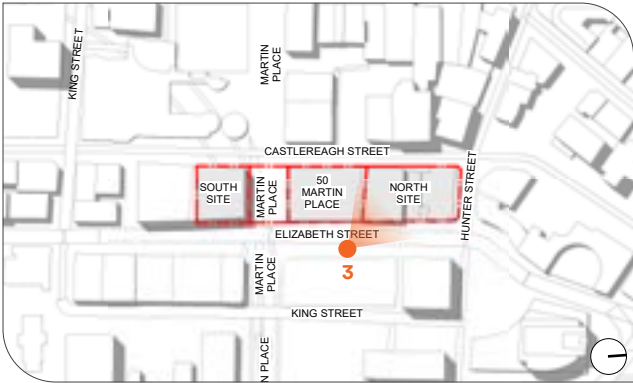 KING STREET
MARTIN
PLACE
CASTLEREAGH STREET
SOUTH
SITE
MARTIN
PLACE
50
MARTIN
PLACE
NORTH
SITE
HUNTER STREET
ELIZABETH STREET
3
MARTIN
PLACE
KING STREET
N PLACE